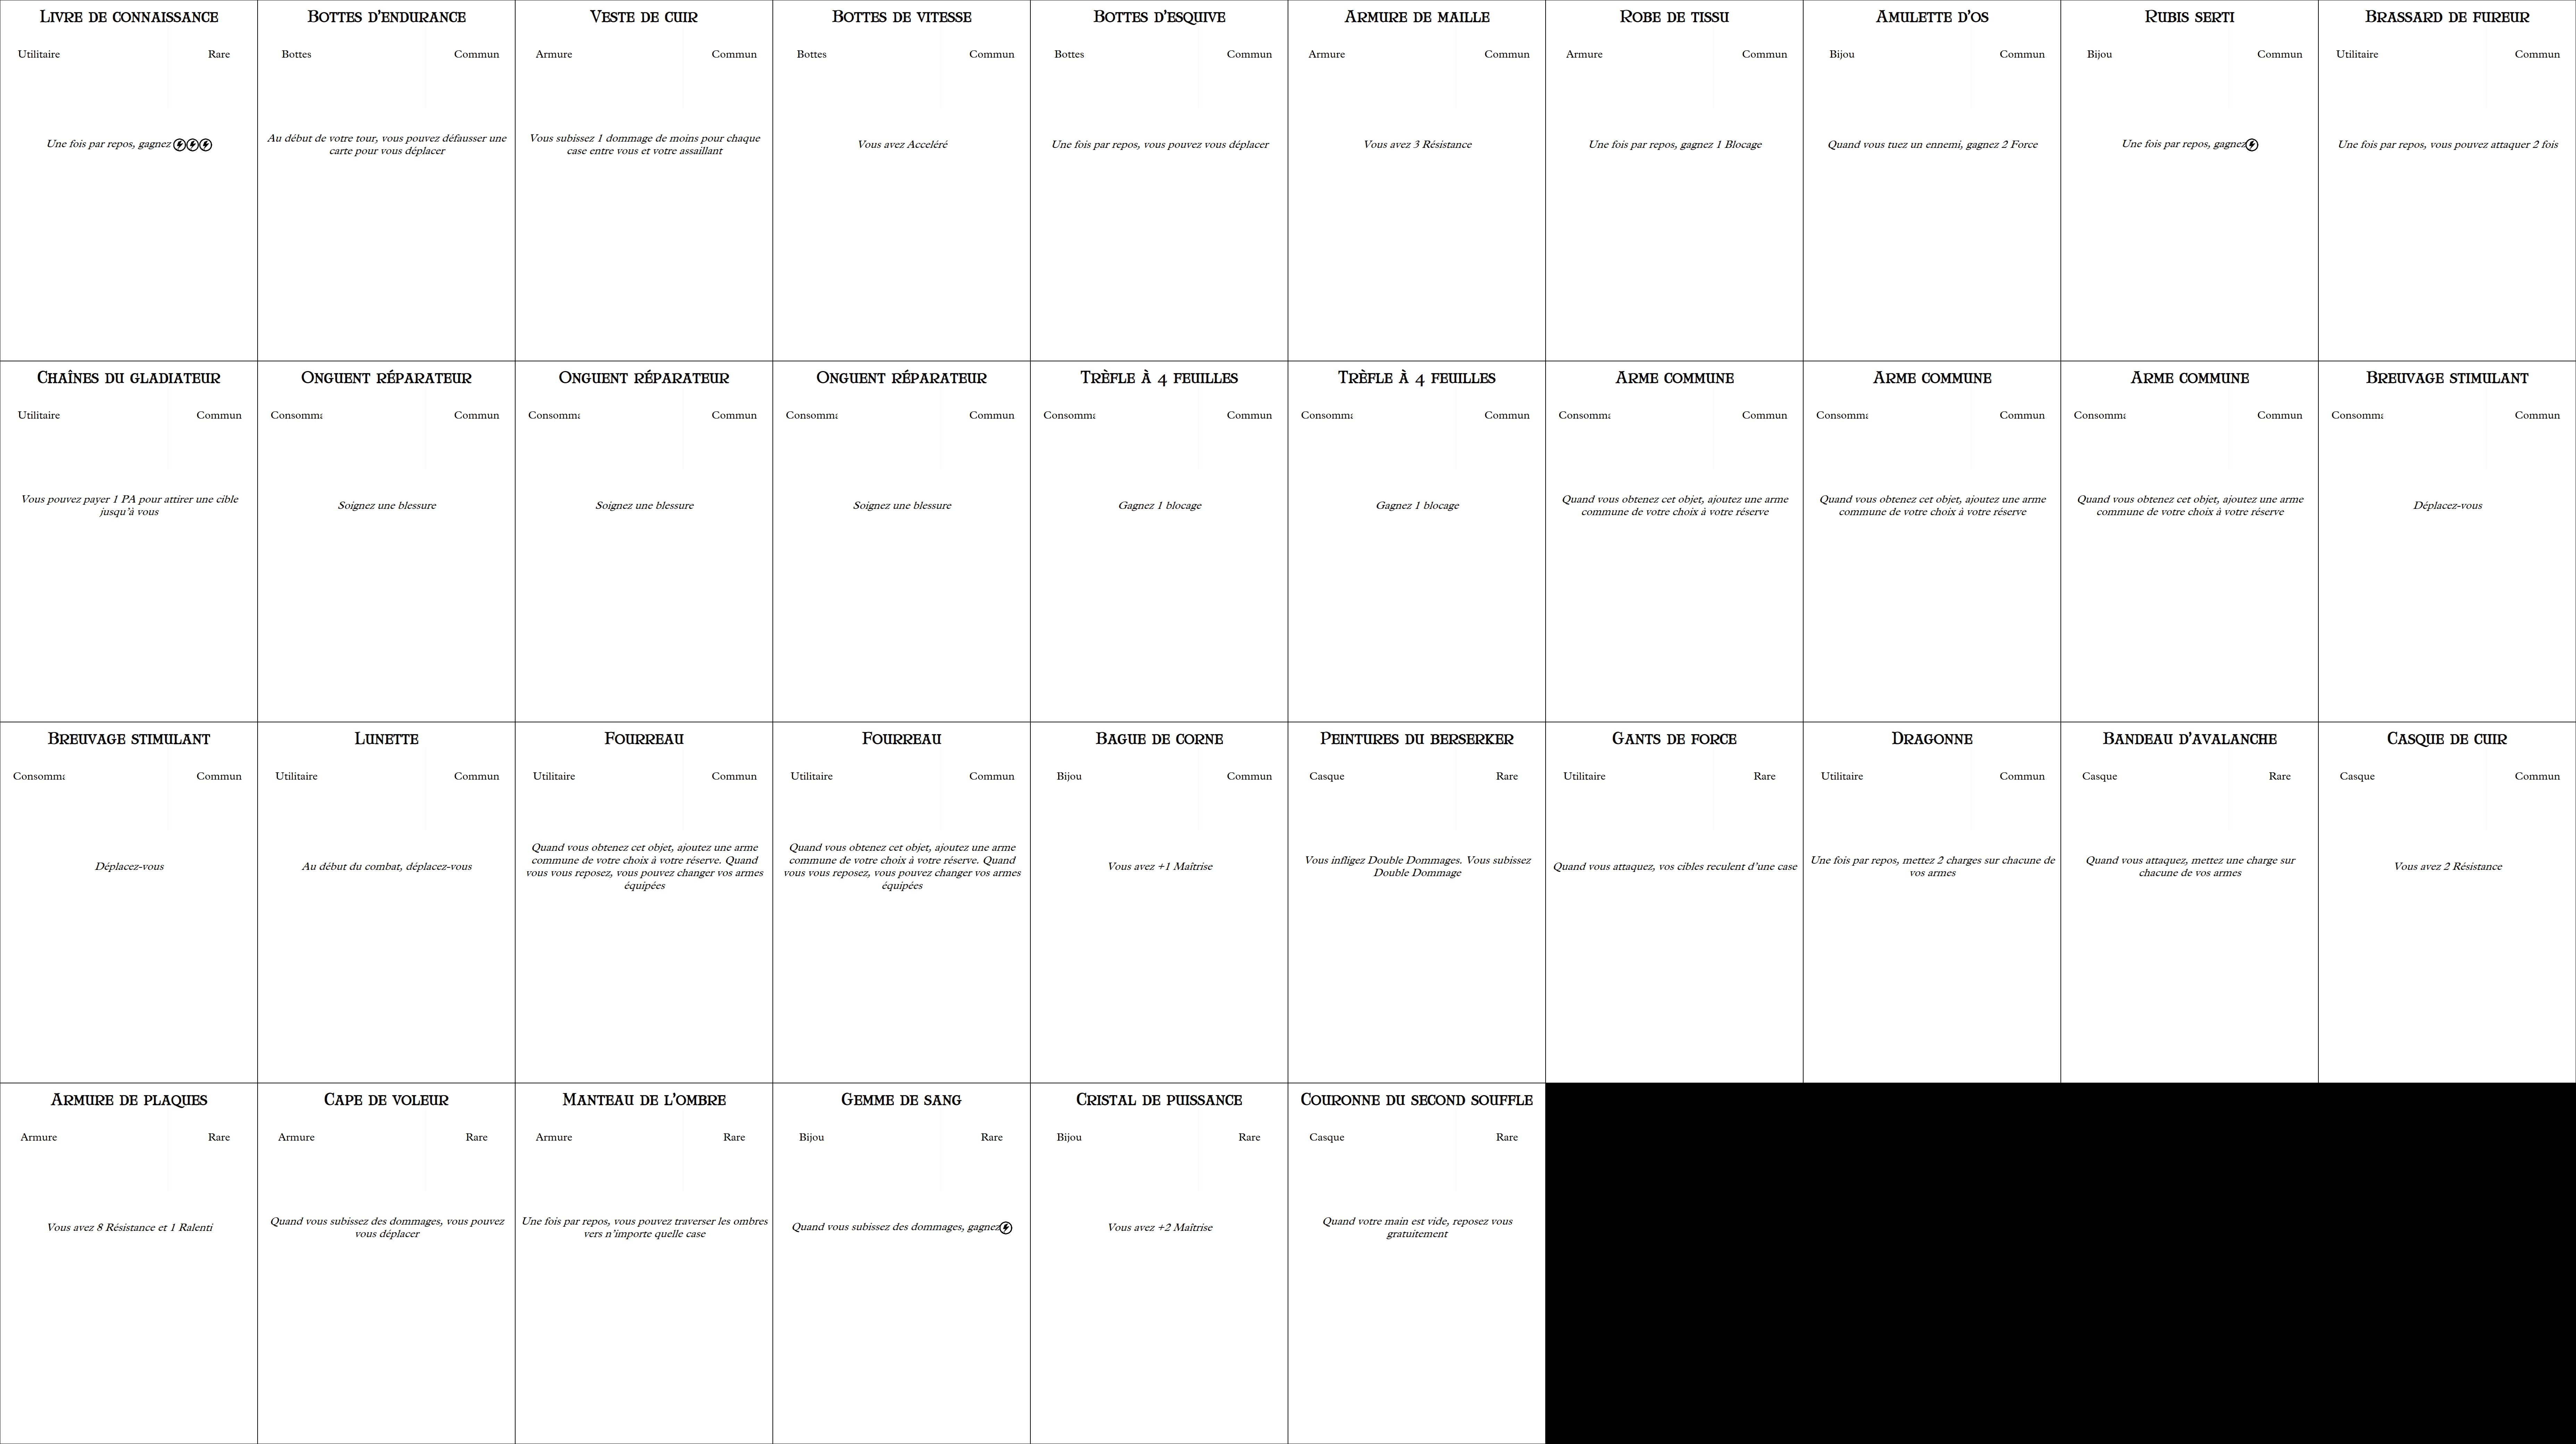 LIVRE DE CONNAISSANCE
Utilitaire Rare
Une fois par repos, gagnez
BOTTES D'ENDURANCE
Bottes Commun
Au début de votre tour, vous pouvez défausser une
carte pour vous déplacer
VESTE DE CUIR
Armure Commun
Vous subissez 1 dommage de moins pour chaque
case entre vous et votre assaillant
BOTTES DE VITESSE
Bottes Commun
Vous avez Acceléré
BOTTES D'ESQUIVE
Bottes Commun
Une fois par repos, vous pouvez vous déplacer
ARMURE DE MAILLE
Armure Commun
Vous avez 3 Résistance
ROBE DE TISSU
Armure Commun
Une fois par repos, gagnez 1 Blocage
AMULETTE D'OS
Bijou Commun
Quand vous tuez un ennemi, gagnez 2 Force
RUBIS SERTI
Bijou Commun
Une fois par repos, gagnez
BRASSARD DE FUREUR
Utilitaire Commun
Une fois par repos, vous pouvez attaquer 2 fois
CHAÎNES DU GLADIATEUR
Utilitaire Commun
Vous pouvez payer 1 PA pour attirer une cible
jusqu'à vous
ONGUENT RÉPARATEUR
Consomma Commun
Soignez une blessure
ONGUENT RÉPARATEUR
Consomma Commun
Soignez une blessure
ONGUENT RÉPARATEUR
Consomma Commun
Soignez une blessure
TRÈFLE À 4 FEUILLES
Consomma Commun
Gagnez 1 blocage
TRÈFLE À 4 FEUILLES
Consomma Commun
Gagnez 1 blocage
ARME COMMUNE
Consomma Commun
Quand vous obtenez cet objet, ajoutez une arme
commune de votre choix à votre réserve
ARME COMMUNE
Consomma Commun
Quand vous obtenez cet objet, ajoutez une arme
commune de votre choix à votre réserve
ARME COMMUNE
Consomma Commun
Quand vous obtenez cet objet, ajoutez une arme
commune de votre choix à votre réserve
BREUVAGE STIMULANT
Consomma Commun
Déplacez-vous
BREUVAGE STIMULANT
Consomma Commun
Déplacez-vous
LUNETTE
Utilitaire Commun
Au début du combat, déplacez-vous
FOURREAU
Utilitaire Commun
Quand vous obtenez cet objet, ajoutez une arme
commune de votre choix à votre réserve. Quand
vous vous reposez, vous pouvez changer vos armes
équipées
FOURREAU
Utilitaire Commun
Quand vous obtenez cet objet, ajoutez une arme
commune de votre choix à votre réserve. Quand
vous vous reposez, vous pouvez changer vos armes
équipées
BAGUE DE CORNE
Bijou Commun
Vous avez +1 Maîtrise
PEINTURES DU BERSERKER
Casque Rare
Vous infligez Double Dommages. Vous subissez
Double Dommage
GANTS DE FORCE
Utilitaire Rare
Quand vous attaquez, vos cibles reculent d'une case
DRAGONNE
Utilitaire Commun
Une fois par repos, mettez 2 charges sur chacune de
vos armes
BANDEAU D'AVALANCHE
Casque Rare
Quand vous attaquez, mettez une charge sur
chacune de vos armes
CASQUE DE CUIR
Casque Commun
Vous avez 2 Résistance
ARMURE DE PLAQUES
Armure Rare
Vous avez 8 Résistance et 1 Ralenti
CAPE DE VOLEUR
Armure Rare
Quand vous subissez des dommages, vous pouvez
vous déplacer
MANTEAU DE L'OMBRE
Armure Rare
Une fois par repos, vous pouvez traverser les ombres
vers n'importe quelle case
GEMME DE SANG
Bijou Rare
Quand vous subissez des dommages, gagnez
CRISTAL DE PUISSANCE
Bijou Rare
Vous avez +2 Maîtrise
COURONNE DU SECOND SOUFFLE
Casque Rare
Quand votre main est vide, reposez vous
gratuitement